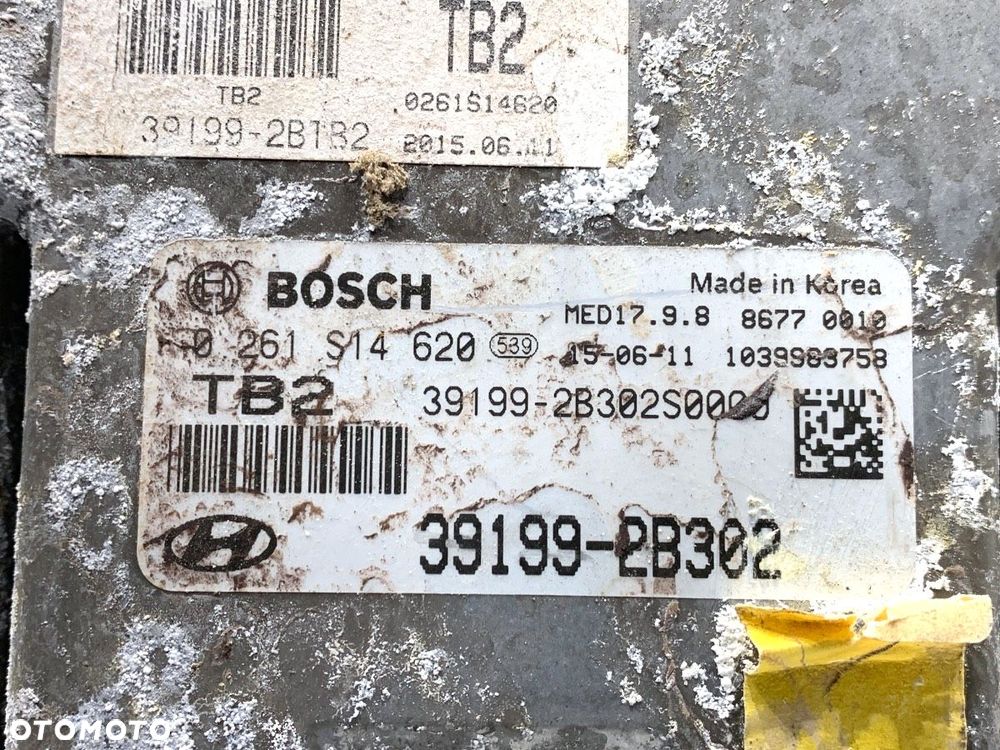 TB2
TB2
.0261S14620
39199-2BTB2
2015.06.11
BOSCH
Made in Korea
MED17.9.8 8677 0010
0 261 S14 620 539
15-06-11 1039983758
TB2
39199-2B302S0000
39199-2B302
OTOMOTO